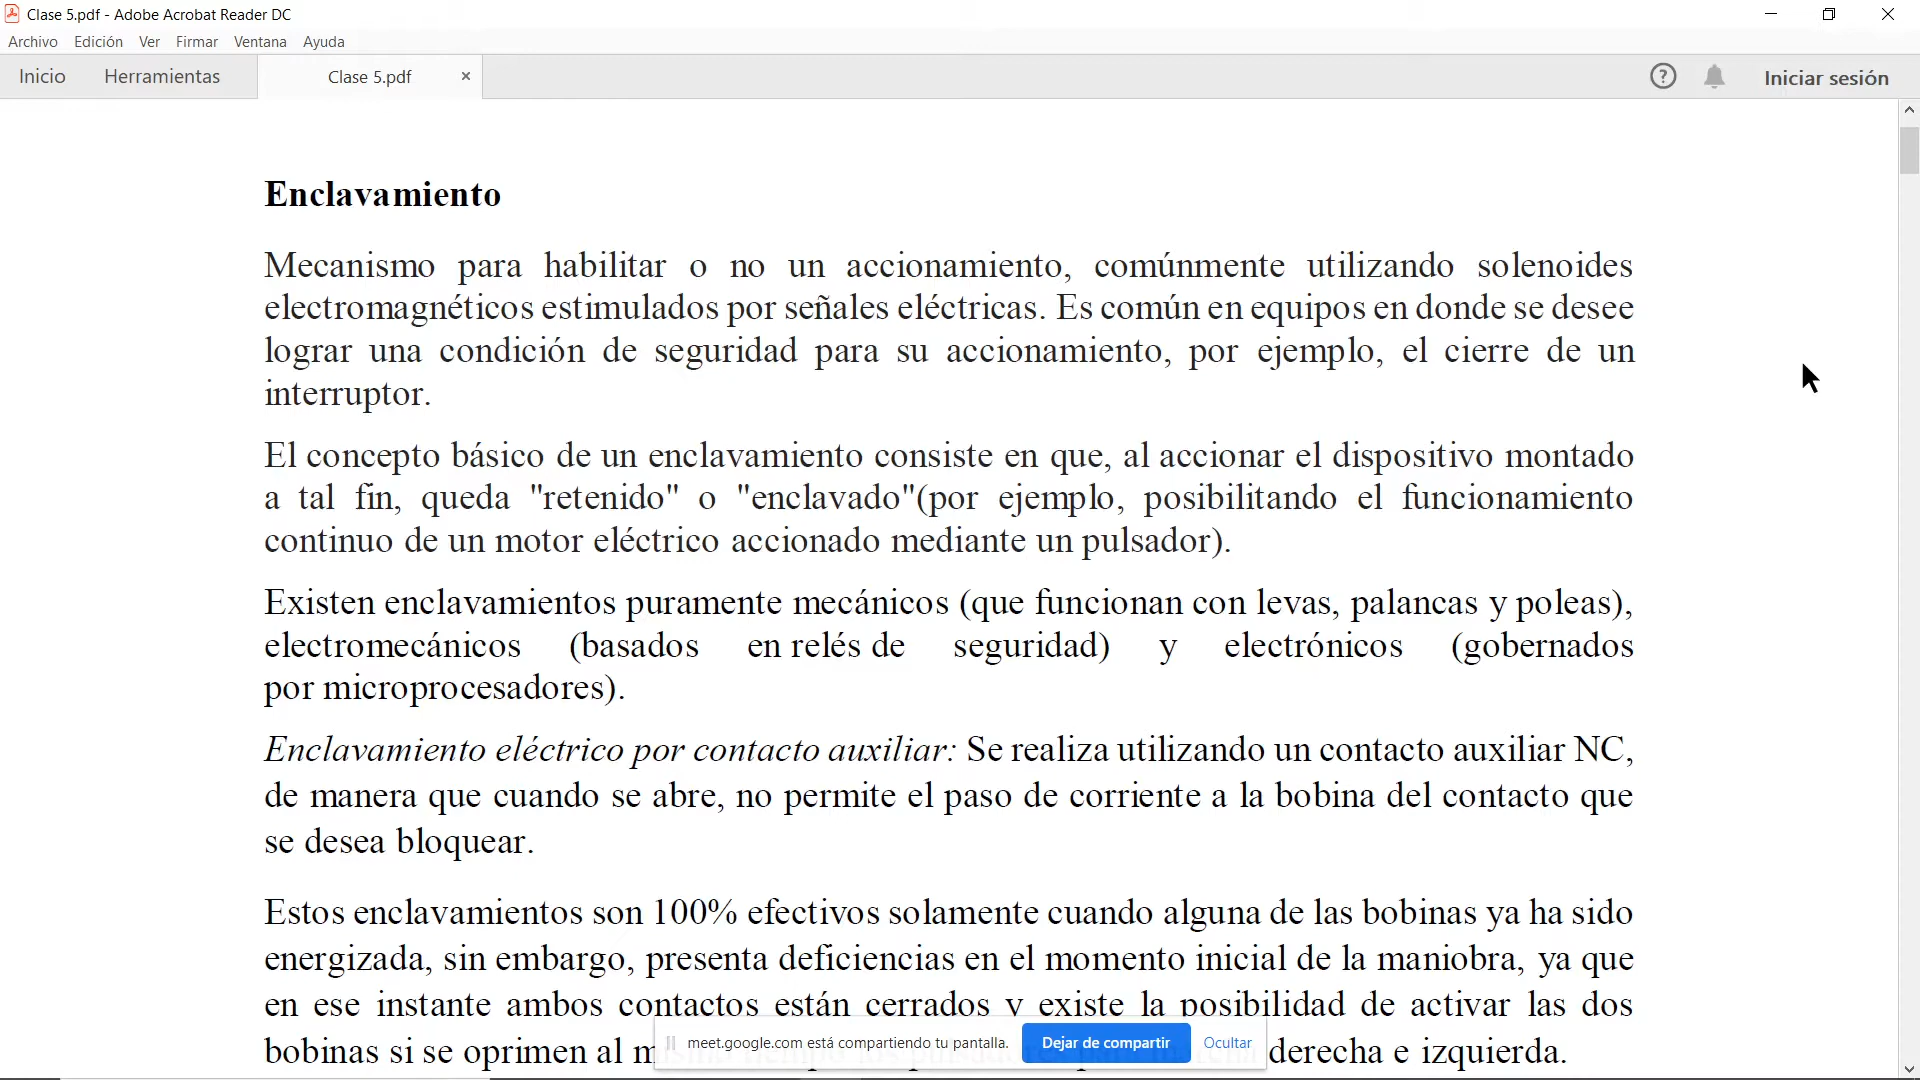 Clase 5.pdf - Adobe Acrobat Reader DC
Archivo Edición Ver Firmar Ventana Ayuda
Inicio Herramientas Clase 5.pdf × ? Iniciar sesión
Enclavamiento
Mecanismo para habilitar o no un accionamiento, comúnmente utilizando solenoides
electromagnéticos estimulados por señales eléctricas. Es común en equipos en donde se desee
lograr una condición de seguridad para su accionamiento, por ejemplo, el cierre de un
interruptor.
El concepto básico de un enclavamiento consiste en que, al accionar el dispositivo montado
a tal fin, queda "retenido" o "enclavado"(por ejemplo, posibilitando el funcionamiento
continuo de un motor eléctrico accionado mediante un pulsador).
Existen enclavamientos puramente mecánicos (que funcionan con levas, palancas y poleas),
electromecánicos (basados en relés de seguridad) y electrónicos (gobernados
por microprocesadores).
Enclavamiento eléctrico por contacto auxiliar: Se realiza utilizando un contacto auxiliar NC,
de manera que cuando se abre, no permite el paso de corriente a la bobina del contacto que
se desea bloquear.
Estos enclavamientos son 100% efectivos solamente cuando alguna de las bobinas ya ha sido
energizada, sin embargo, presenta deficiencias en el momento inicial de la maniobra, ya que
en ese instante ambos contactos están cerrados y existe la posibilidad de activar las dos
bobinas si se oprimen al derecha e izquierda.
meet.google.com está compartiendo tu pantalla. Dejar de compartir Ocultar